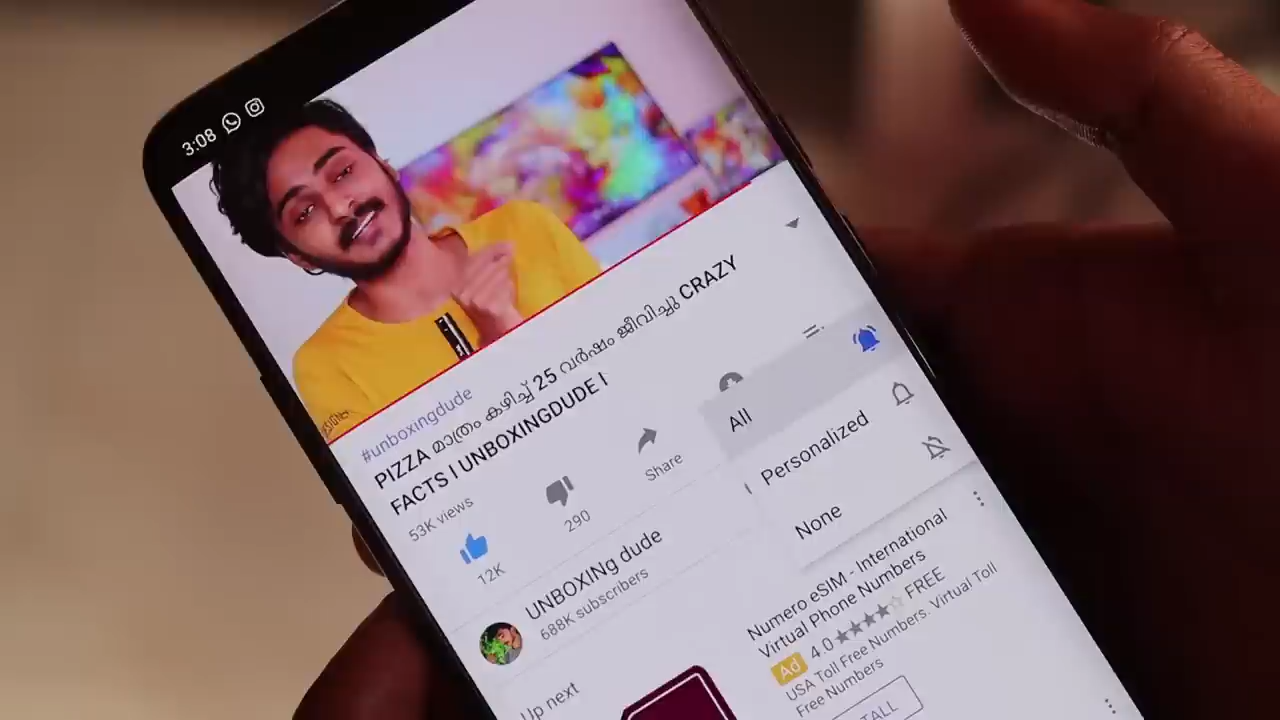 3:08
#unboxingdude
PIZZA മാത്രം കഴിച്ച് 25 വർഷം ജീവിച്ചു CRAZY
FACTS I UNBOXINGDUDE I
53K views
12K
290
Share
All
Personalized
None
UNBOXINg dude
688K subscribers
Up next
Numero eSIM - International
Virtual Phone Numbers
Ad 4.0 FREE
USA Toll Free Numbers. Virtual Toll
Free Numbers